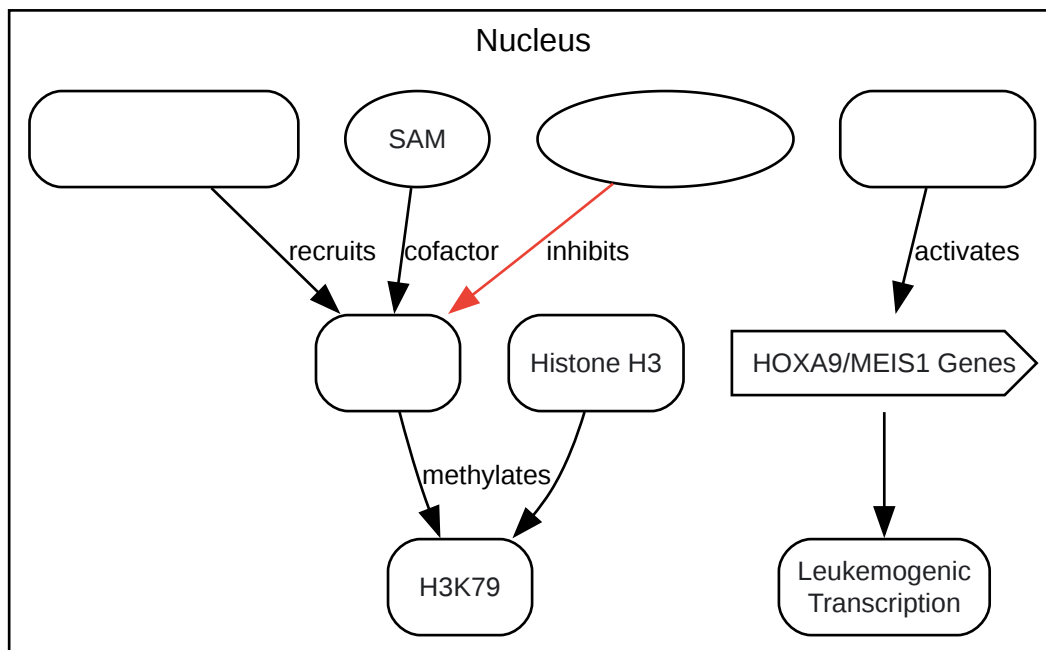 Nucleus
SAM
recruits
cofactor
inhibits
activates
Histone H3
HOXA9/MEIS1 Genes
methylates
H3K79
Leukemogenic
Transcription